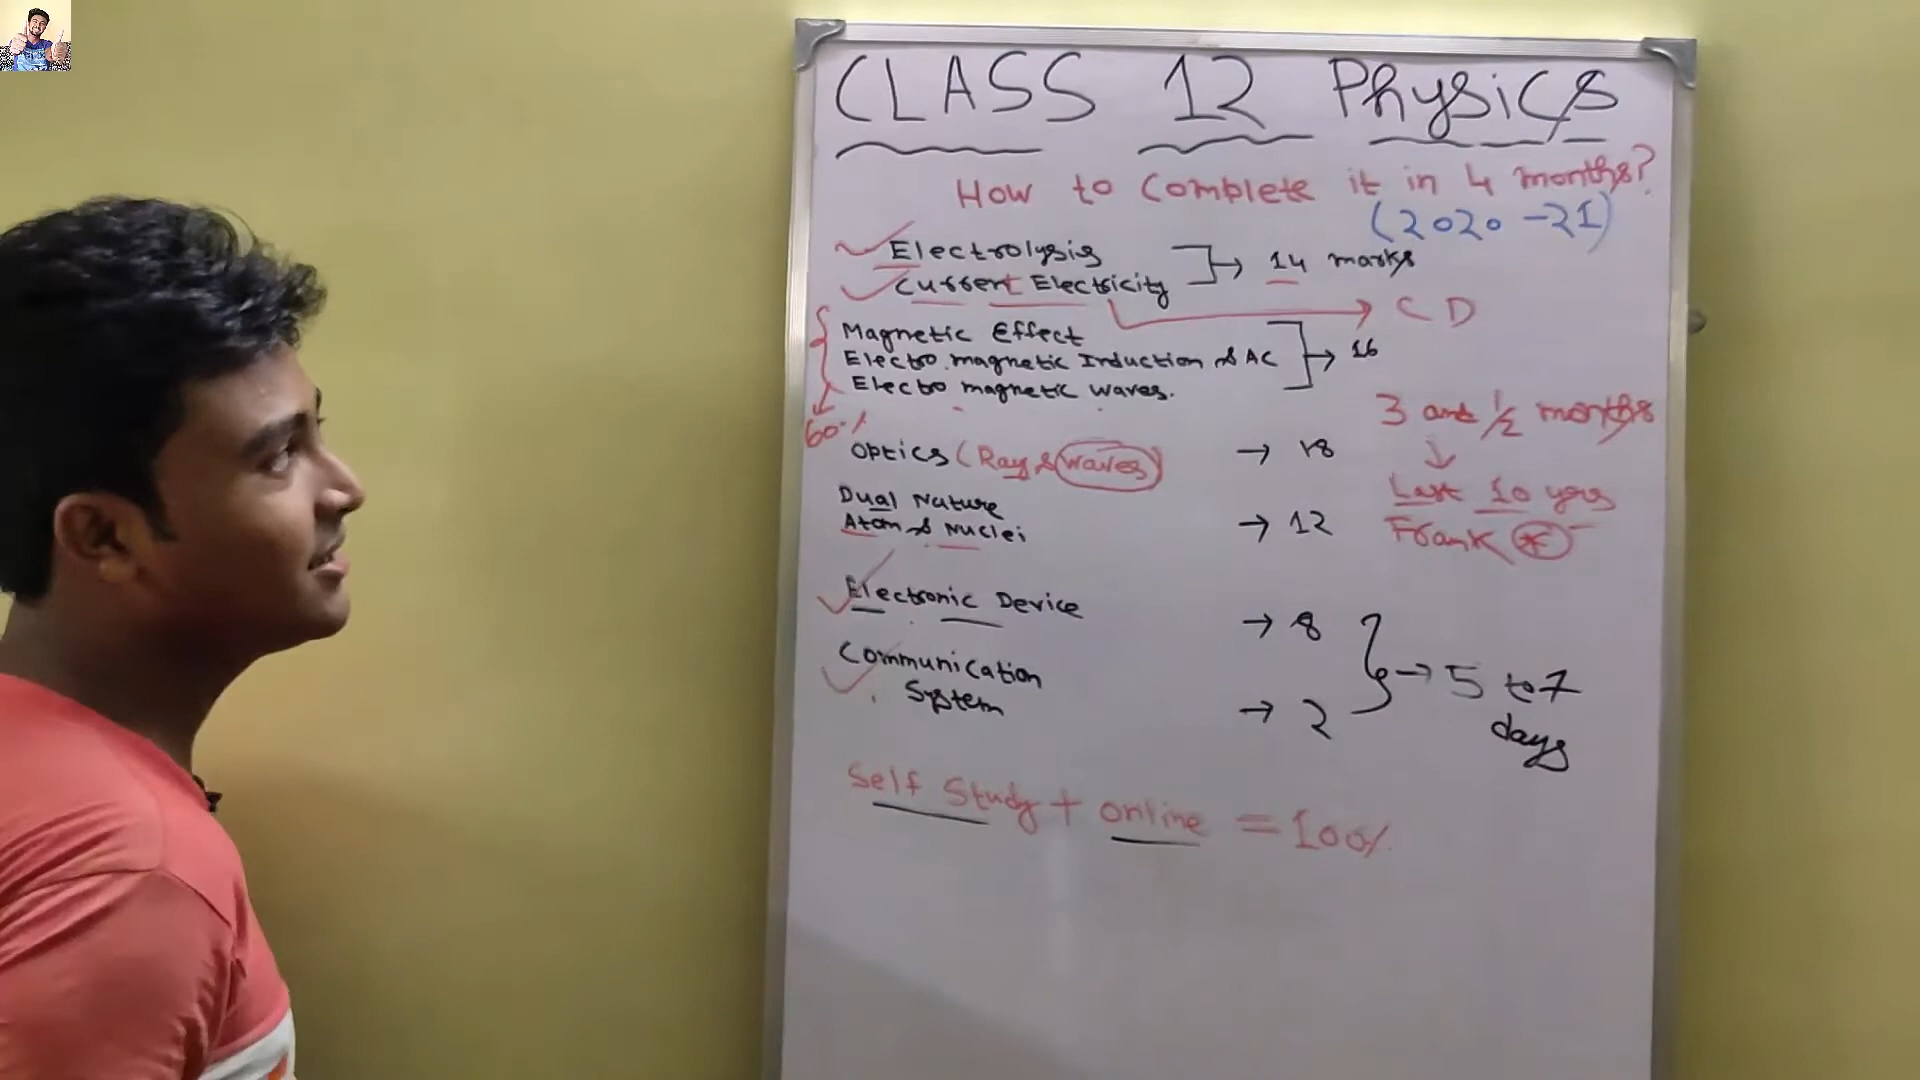 CLASS 12 Physics
How to complete it in 4 months?
(2020-21)
Electrolysis
Current Electricity
→ 14 marks
→ C D
Magnetic Effect
Electro magnetic Induction & AC
Electro magnetic waves.
→ 16
60%
Optics (Ray & waves)
→ 18
3 and 1/2 months
Last 10 yrs
Frank
Dual Nature
Atom & Nuclei
→ 12
Electronic Device
→ 8
Communication
System
→ 2
→ 5 to 7
days
Self Study + online = 100%